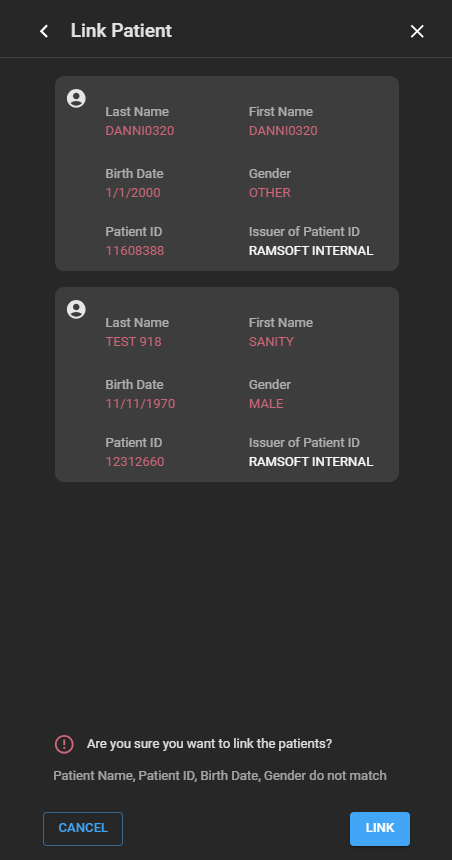 Link Patient
Last Name First Name
DANNI0320 DANNI0320
Birth Date Gender
1/1/2000 OTHER
Patient ID Issuer of Patient ID
11608388 RAMSOFT INTERNAL
Last Name First Name
TEST 918 SANITY
Birth Date Gender
11/11/1970 MALE
Patient ID Issuer of Patient ID
12312660 RAMSOFT INTERNAL
Are you sure you want to link the patients?
Patient Name, Patient ID, Birth Date, Gender do not match
CANCEL LINK